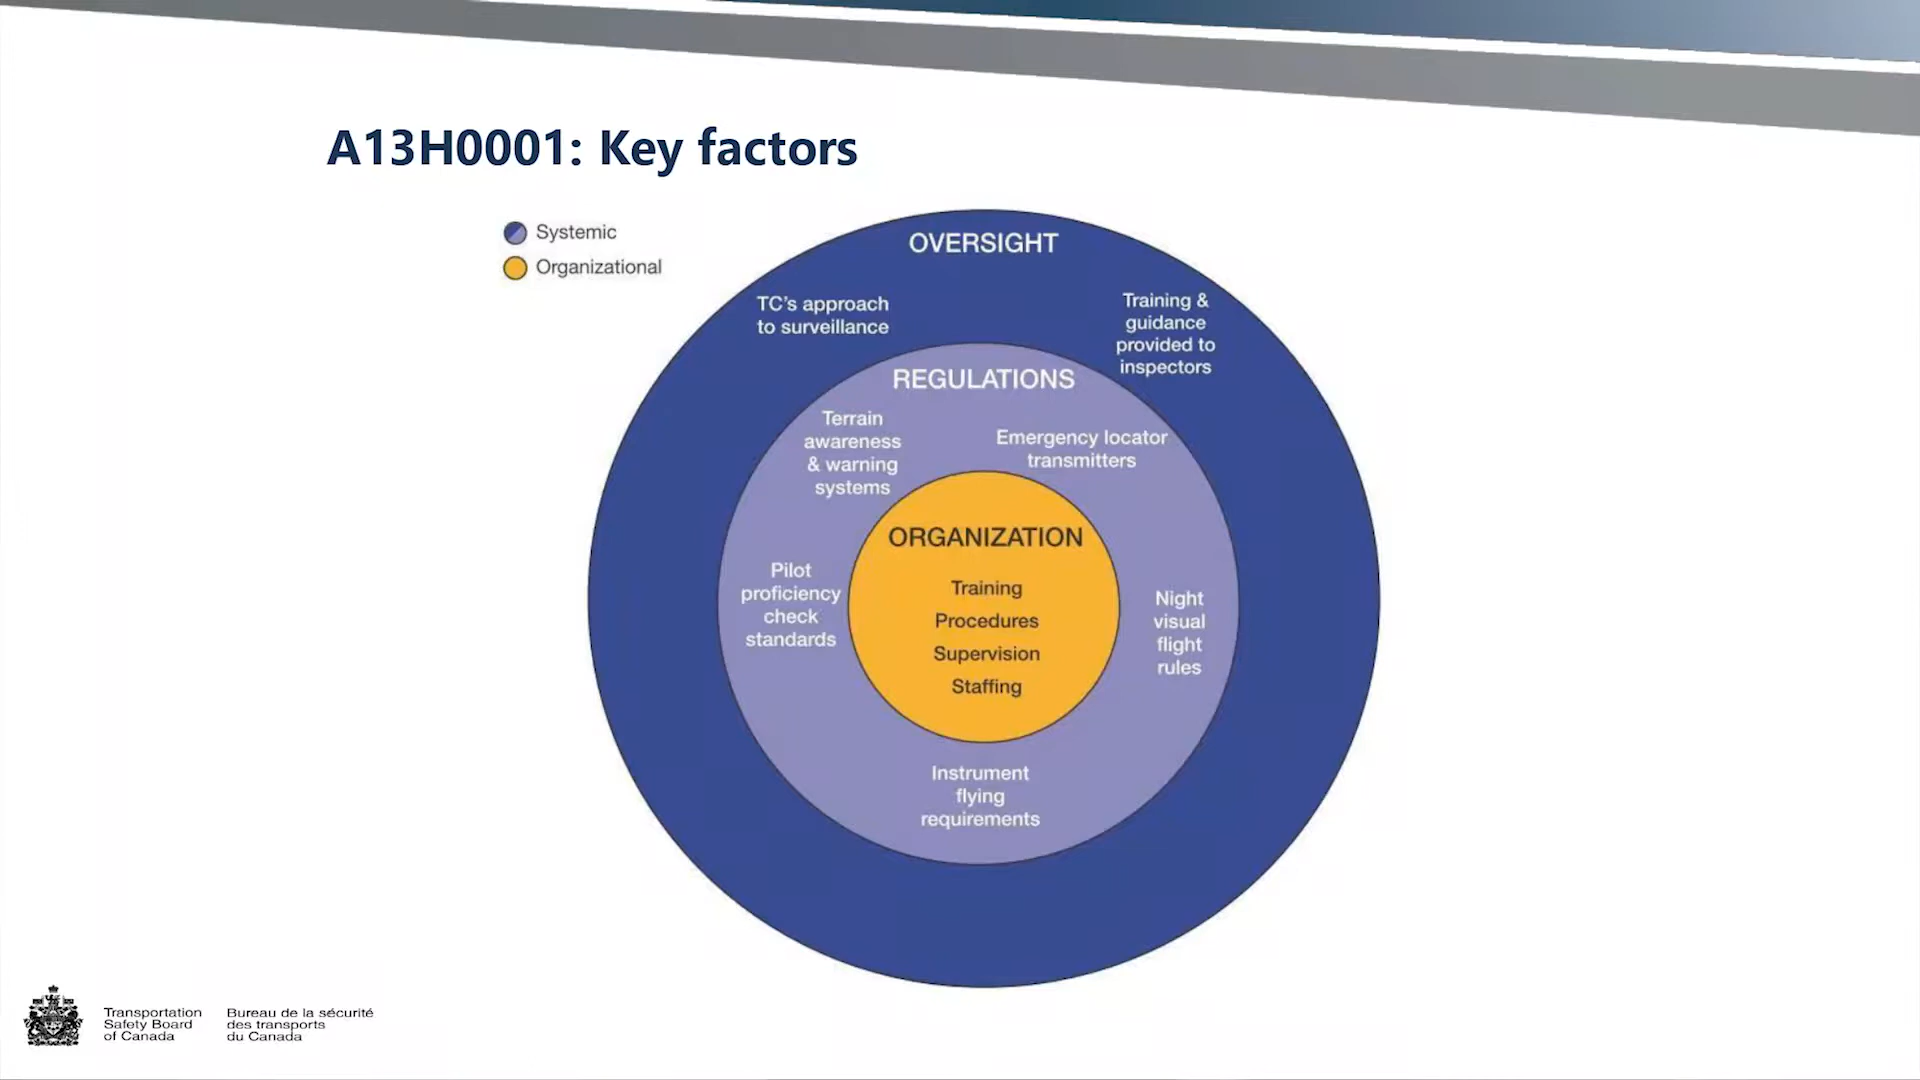 A13H0001: Key factors
Systemic
Organizational
OVERSIGHT
TC's approach
to surveillance
Training &
guidance
provided to
inspectors
REGULATIONS
Terrain
awareness
& warning
systems
Emergency locator
transmitters
Pilot
proficiency
check
standards
Night
visual
flight
rules
Instrument
flying
requirements
ORGANIZATION
Training
Procedures
Supervision
Staffing
Transportation
Safety Board
of Canada
Bureau de la sécurité
des transports
du Canada